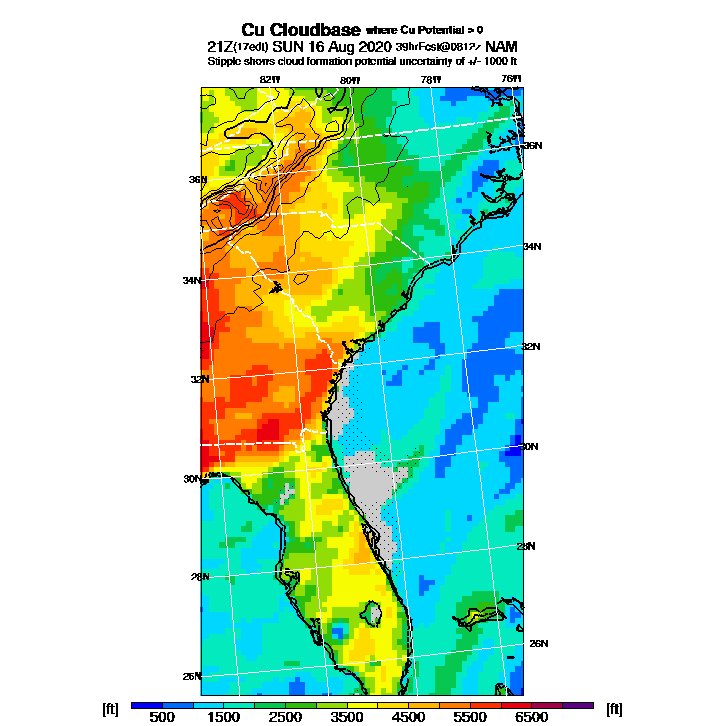 Cu Cloudbase where Cu Potential > 0
21Z(17edt) SUN 16 Aug 2020 39hrFcst@0812z NAM
Stipple shows cloud formation potential uncertainty of +/- 1000 ft
82W 80W 78W 76W
36N
36N
34N
34N
32N
32N
30N
30N
28N
28N
26N
26N
[ft] 500 1500 2500 3500 4500 5500 6500 [ft]